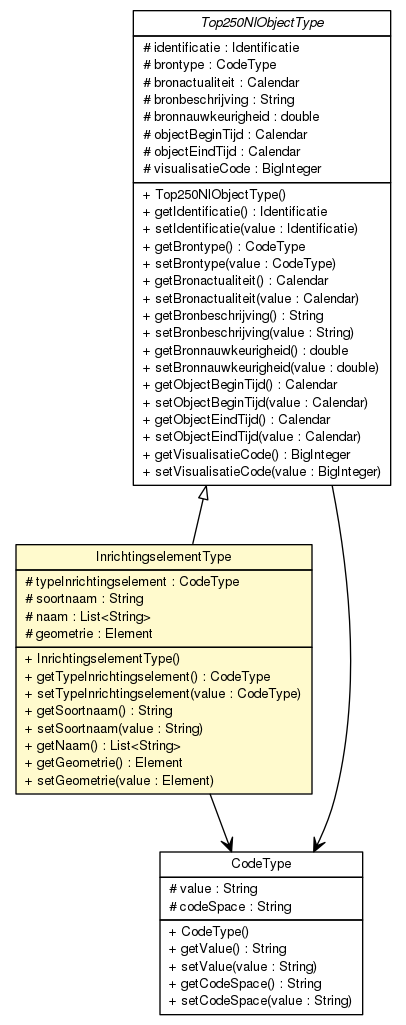 Top250NlObjectType
# identificatie : Identificatie
# brontype : CodeType
# bronactualiteit : Calendar
# bronbeschrijving : String
# bronnauwkeurigheid : double
# objectBeginTijd : Calendar
# objectEindTijd : Calendar
# visualisatieCode : BigInteger
+ Top250NlObjectType()
+ getIdentificatie() : Identificatie
+ setIdentificatie(value : Identificatie)
+ getBrontype() : CodeType
+ setBrontype(value : CodeType)
+ getBronactualiteit() : Calendar
+ setBronactualiteit(value : Calendar)
+ getBronbeschrijving() : String
+ setBronbeschrijving(value : String)
+ getBronnauwkeurigheid() : double
+ setBronnauwkeurigheid(value : double)
+ getObjectBeginTijd() : Calendar
+ setObjectBeginTijd(value : Calendar)
+ getObjectEindTijd() : Calendar
+ setObjectEindTijd(value : Calendar)
+ getVisualisatieCode() : BigInteger
+ setVisualisatieCode(value : BigInteger)
InrichtingselementType
# typeInrichtingselement : CodeType
# soortnaam : String
# naam : List<String>
# geometrie : Element
+ InrichtingselementType()
+ getTypeInrichtingselement() : CodeType
+ setTypeInrichtingselement(value : CodeType)
+ getSoortnaam() : String
+ setSoortnaam(value : String)
+ getNaam() : List<String>
+ getGeometrie() : Element
+ setGeometrie(value : Element)
CodeType
# value : String
# codeSpace : String
+ CodeType()
+ getValue() : String
+ setValue(value : String)
+ getCodeSpace() : String
+ setCodeSpace(value : String)